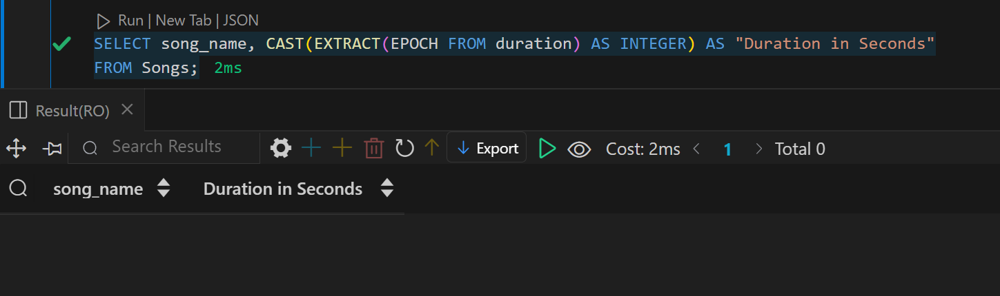 Run | New Tab | JSON
SELECT song_name, CAST(EXTRACT(EPOCH FROM duration) AS INTEGER) AS "Duration in Seconds"
FROM Songs; 2ms
Result(RO)
Search Results Export Cost: 2ms 1 Total 0
song_name Duration in Seconds